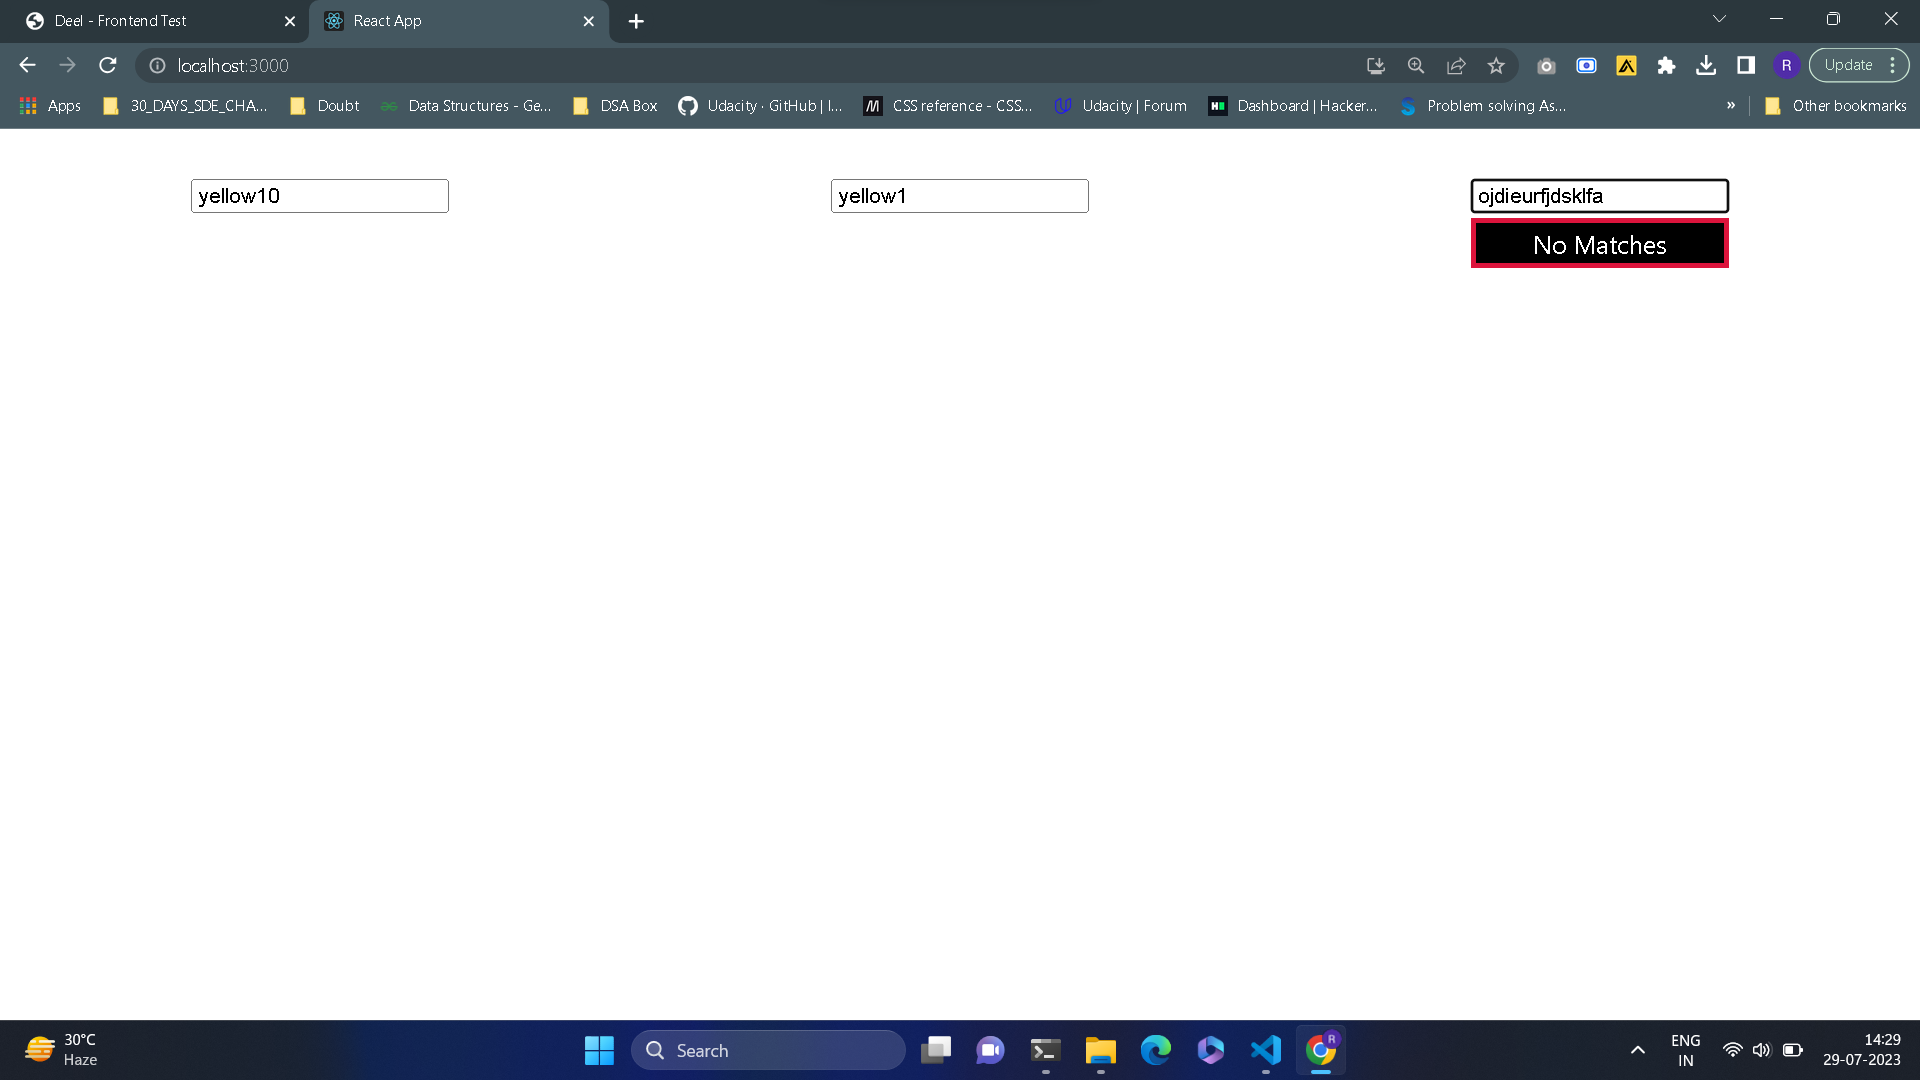 Deel - Frontend Test
React App
localhost:3000
R
Update
Apps
30_DAYS_SDE_CHA...
Doubt
Data Structures - Ge...
DSA Box
Udacity · GitHub | I...
CSS reference - CSS...
Udacity | Forum
Dashboard | Hacker...
Problem solving As...
»
Other bookmarks
yellow10
yellow1
ojdieurfjdsklfa
No Matches
30°C
Haze
Search
R
ENG
IN
14:29
29-07-2023